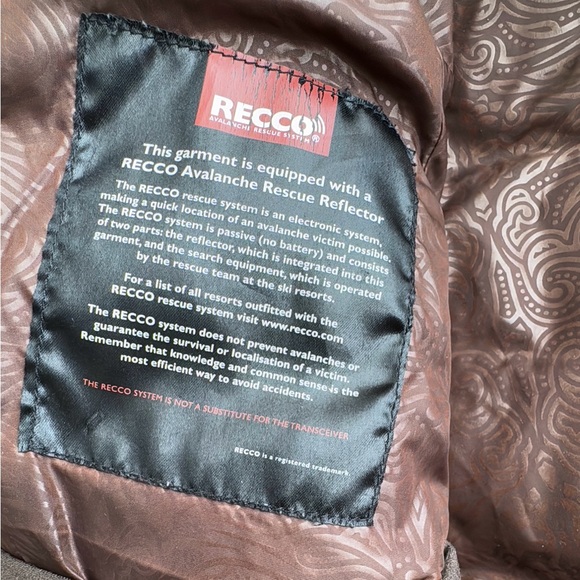 RECCO®
AVALANCHE RESCUE SYSTEM
This garment is equipped with a
RECCO Avalanche Rescue Reflector
The RECCO rescue system is an electronic system,
making a quick location of an avalanche victim possible.
The RECCO system is passive (no battery) and consists
of two parts: the reflector, which is integrated into this
garment, and the search equipment, which is operated
by the rescue team at the ski resorts.
For a list of all resorts outfitted with the
RECCO rescue system visit www.recco.com
The RECCO system does not prevent avalanches or
guarantee the survival or localisation of a victim.
Remember that knowledge and common sense is the
most efficient way to avoid accidents.
THE RECCO SYSTEM IS NOT A SUBSTITUTE FOR THE TRANSCEIVER
RECCO is a registered trademark.